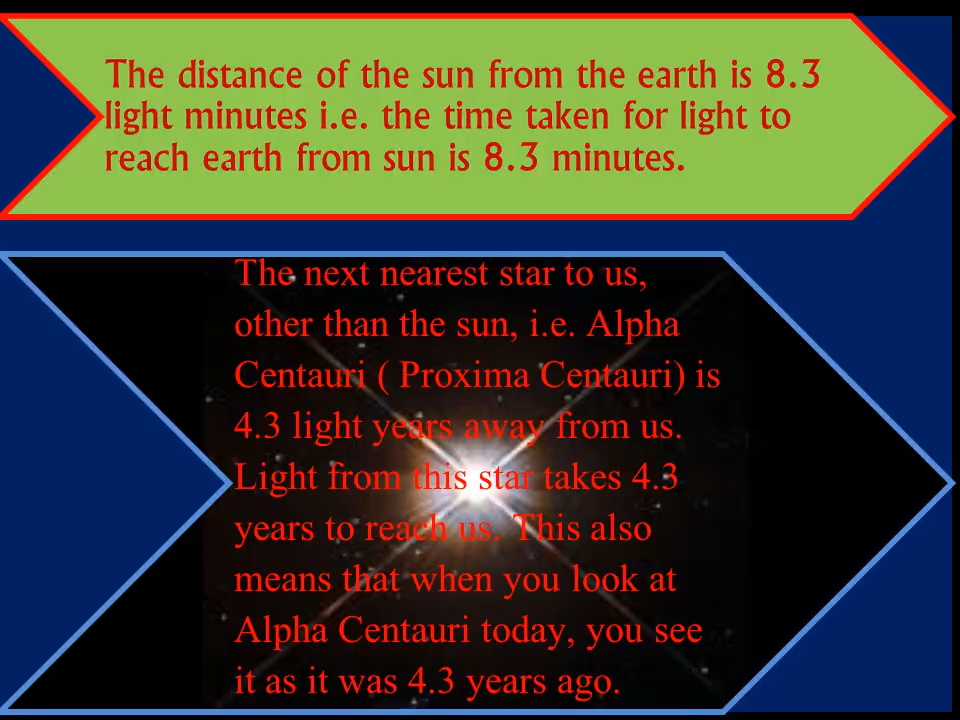 The distance of the sun from the earth is 8.3
light minutes i.e. the time taken for light to
reach earth from sun is 8.3 minutes.
The next nearest star to us,
other than the sun, i.e. Alpha
Centauri ( Proxima Centauri) is
4.3 light years away from us.
Light from this star takes 4.3
years to reach us. This also
means that when you look at
Alpha Centauri today, you see
it as it was 4.3 years ago.